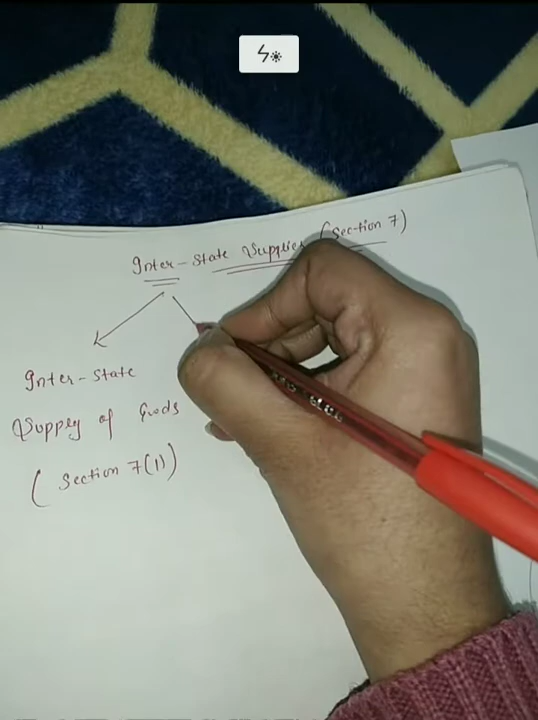 Inter-State Supplies (Section 7)
Inter-State
Supply of Goods
(Section 7(1))